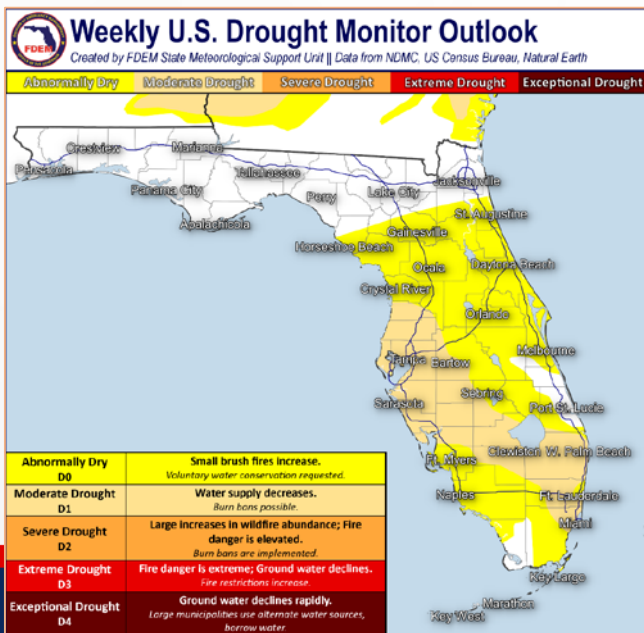 FDEM
Weekly U.S. Drought Monitor Outlook
Created by FDEM State Meteorological Support Unit || Data from NDMC, US Census Bureau, Natural Earth
Abnormally Dry Moderate Drought Severe Drought Extreme Drought Exceptional Drought
Crestview
Marianna
Pensacola
Tallahassee
Panama City
Perry
Lake City
Jacksonville
Apalachicola
St. Augustine
Gainesville
Horseshoe Beach
Ocala
Daytona Beach
Crystal River
Orlando
Melbourne
Tampa
Bartow
Sebring
Sarasota
Port St. Lucie
Clewiston
W. Palm Beach
Ft. Myers
Naples
Ft. Lauderdale
Miami
Key Largo
Marathon
Key West
Abnormally Dry
D0
Small brush fires increase.
Voluntary water conservation requested.
Moderate Drought
D1
Water supply decreases.
Burn bans possible.
Severe Drought
D2
Large increases in wildfire abundance; Fire
danger is elevated.
Burn bans are implemented.
Extreme Drought
D3
Fire danger is extreme; Ground water declines.
Fire restrictions increase.
Exceptional Drought
D4
Ground water declines rapidly.
Large municipalities use alternate water sources,
borrow water